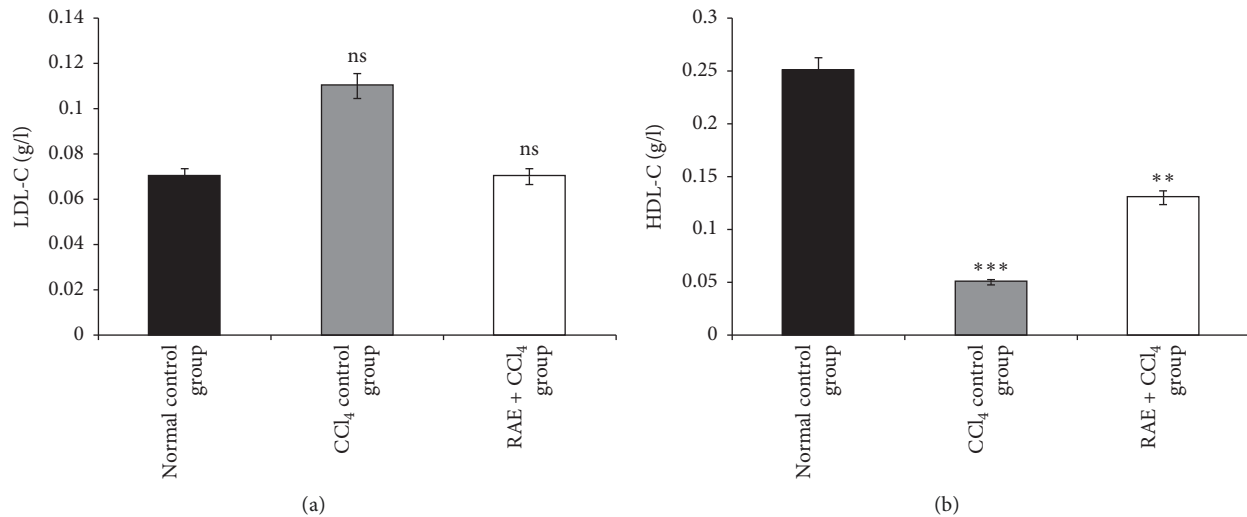 0.14
0.12
0.1
0.08
0.06
0.04
0.02
0
LDL-C (g/l)
ns
ns
Normal control
group
CCl₄ control
group
RAE + CCl₄
group
(a)
0.3
0.25
0.2
0.15
0.1
0.05
0
HDL-C (g/l)
***
**
Normal control
group
CCl₄ control
group
RAE + CCl₄
group
(b)